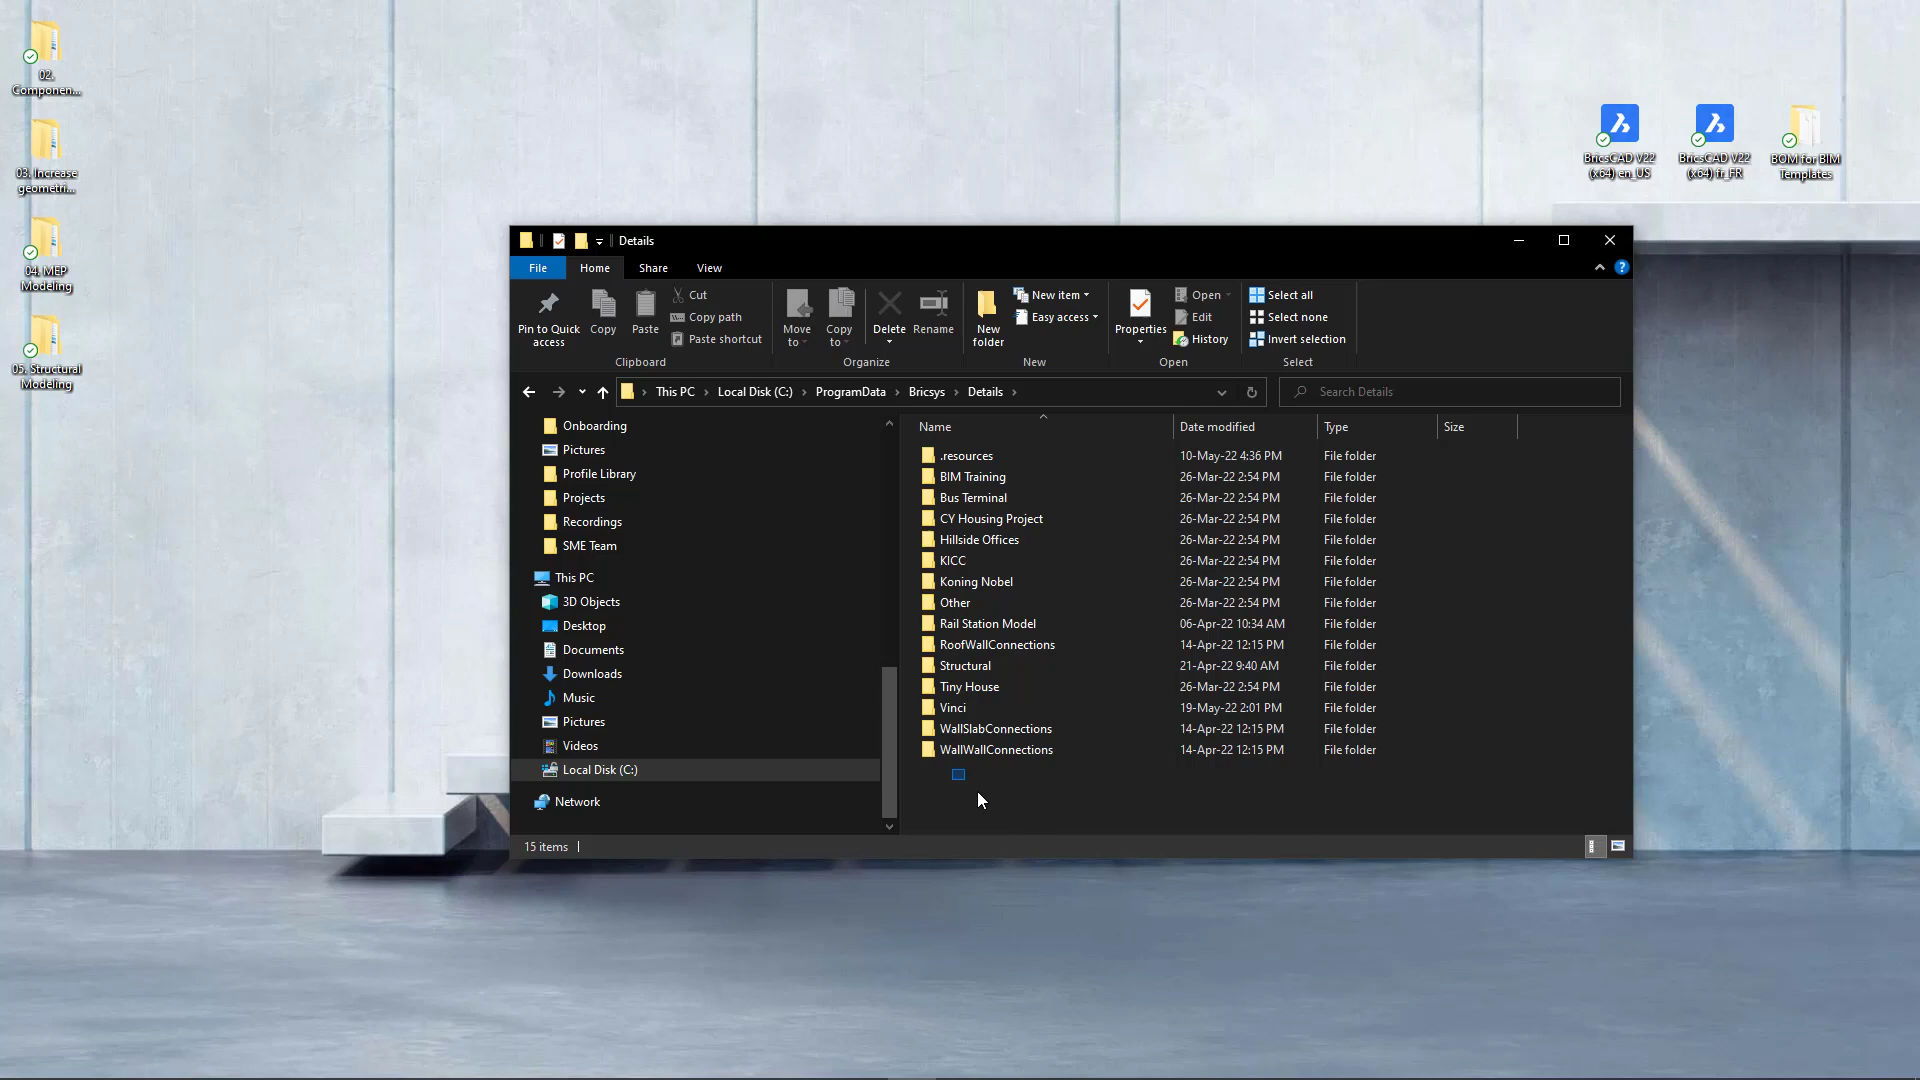 02.
Componen...
03. Increase
geometri...
04. MEP
Modeling
05. Structural
Modeling
BricsCAD V22
(x64) en_US
BricsCAD V22
(x64) fr_FR
BOM for BIM
Templates
Details
File
Home
Share
View
Pin to Quick
access
Copy
Paste
Cut
Copy path
Paste shortcut
Clipboard
Move
to
Copy
to
Delete
Rename
Organize
New
folder
New item
Easy access
New
Properties
Open
Edit
History
Open
Select all
Select none
Invert selection
Select
This PC > Local Disk (C:) > ProgramData > Bricsys > Details >
Search Details
Onboarding
Pictures
Profile Library
Projects
Recordings
SME Team
This PC
3D Objects
Desktop
Documents
Downloads
Music
Pictures
Videos
Local Disk (C:)
Network
Name Date modified Type Size
.resources 10-May-22 4:36 PM File folder
BIM Training 26-Mar-22 2:54 PM File folder
Bus Terminal 26-Mar-22 2:54 PM File folder
CY Housing Project 26-Mar-22 2:54 PM File folder
Hillside Offices 26-Mar-22 2:54 PM File folder
KICC 26-Mar-22 2:54 PM File folder
Koning Nobel 26-Mar-22 2:54 PM File folder
Other 26-Mar-22 2:54 PM File folder
Rail Station Model 06-Apr-22 10:34 AM File folder
RoofWallConnections 14-Apr-22 12:15 PM File folder
Structural 21-Apr-22 9:40 AM File folder
Tiny House 26-Mar-22 2:54 PM File folder
Vinci 19-May-22 2:01 PM File folder
WallSlabConnections 14-Apr-22 12:15 PM File folder
WallWallConnections 14-Apr-22 12:15 PM File folder
15 items